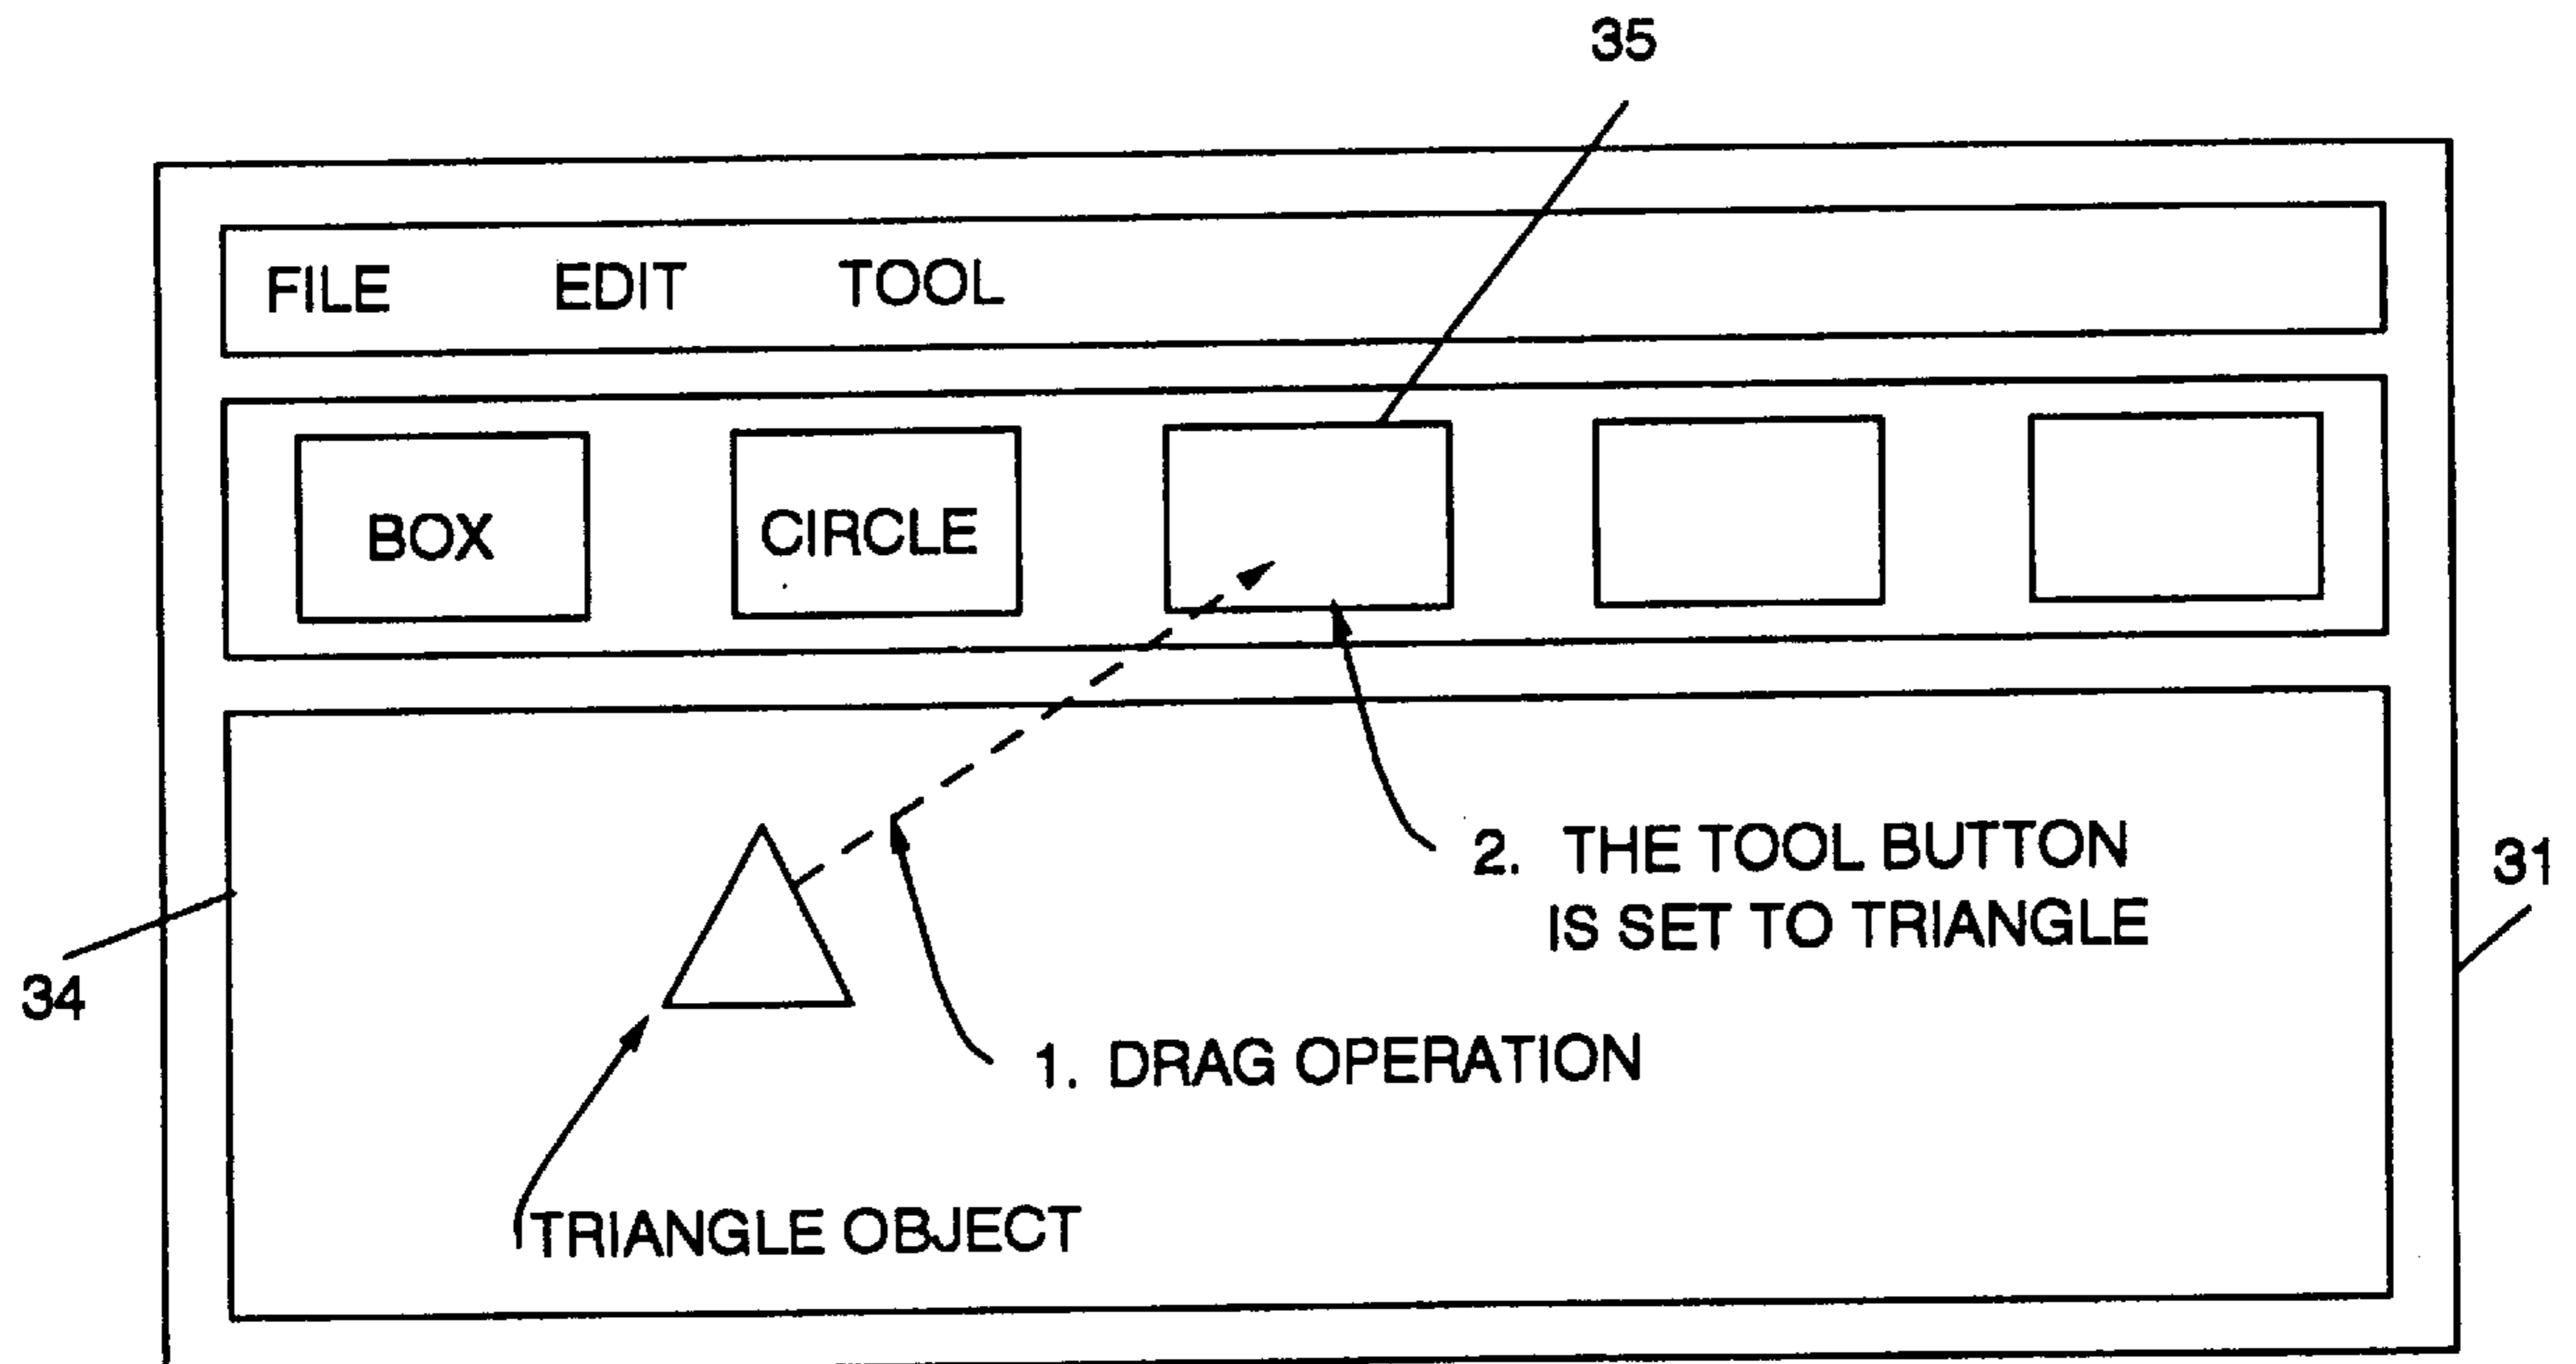 35
FILE EDIT TOOL
BOX CIRCLE
2. THE TOOL BUTTON
IS SET TO TRIANGLE
31
34
1. DRAG OPERATION
TRIANGLE OBJECT